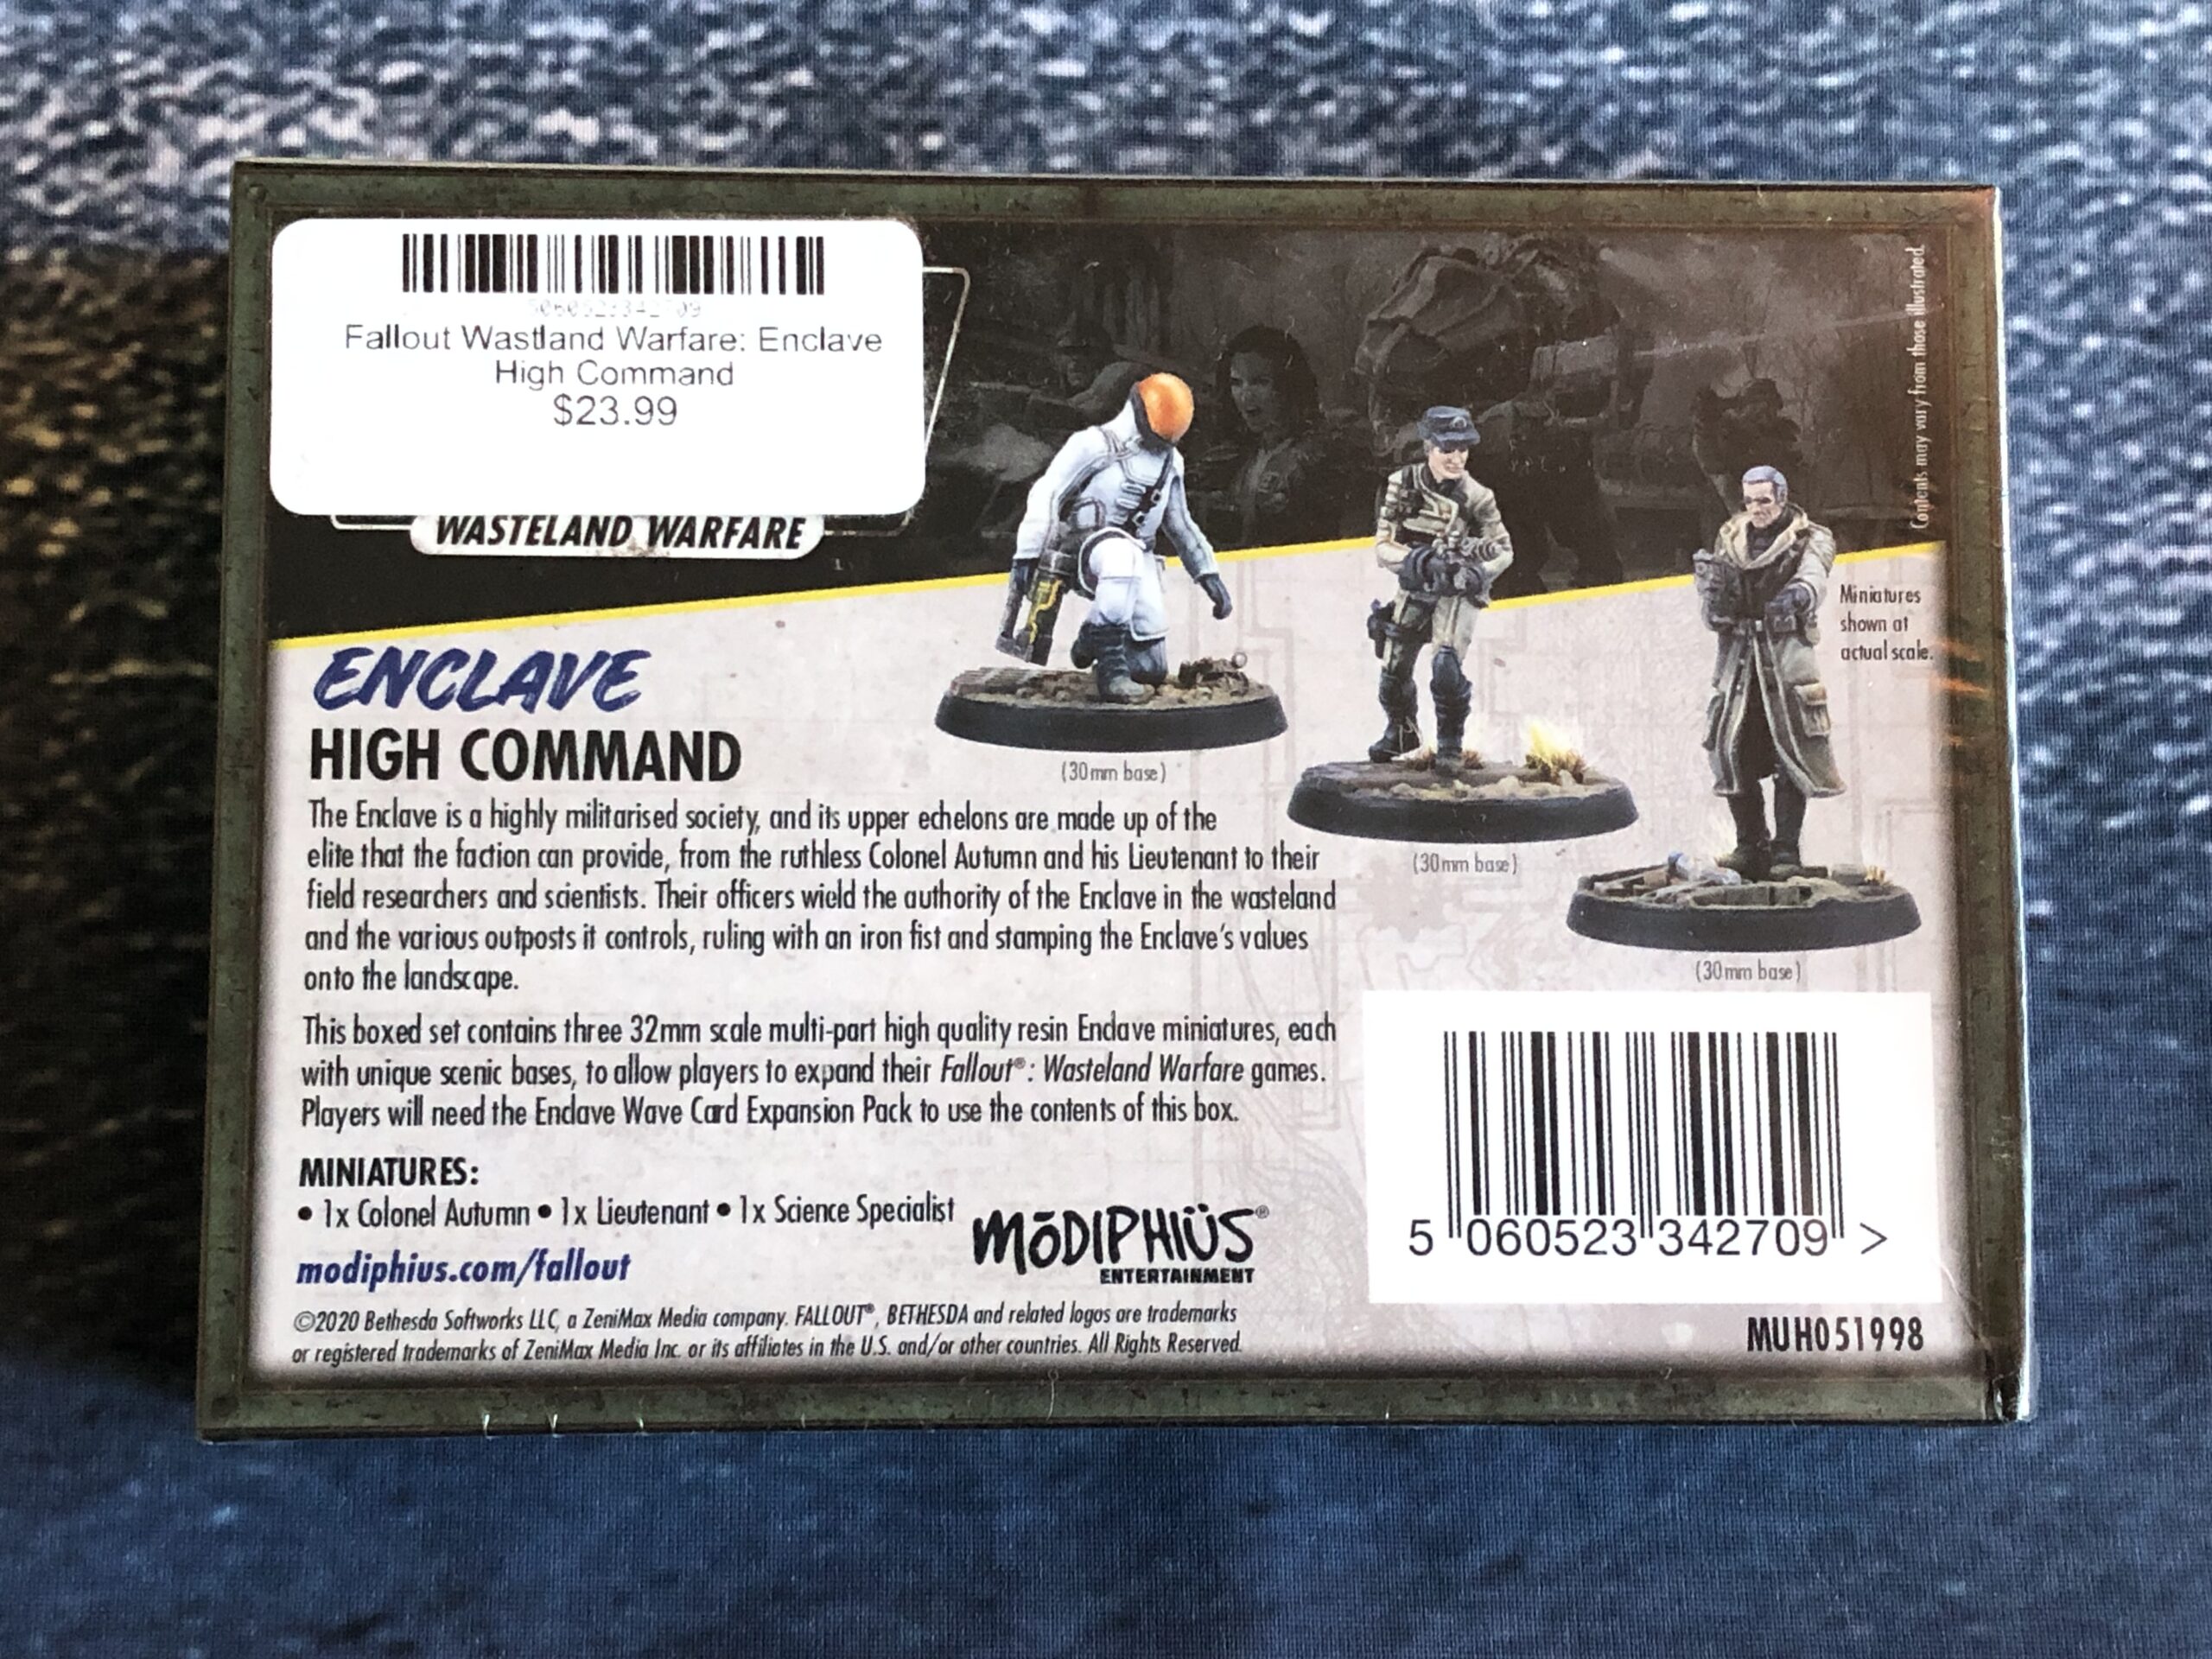 5060523342709
Fallout Wastland Warfare: Enclave
High Command
$23.99
WASTELAND WARFARE
Contents may vary from those illustrated.
Miniatures
shown at
actual scale.
(30mm base)
(30mm base)
(30mm base)
ENCLAVE
HIGH COMMAND
The Enclave is a highly militarised society, and its upper echelons are made up of the
elite that the faction can provide, from the ruthless Colonel Autumn and his Lieutenant to their
field researchers and scientists. Their officers wield the authority of the Enclave in the wasteland
and the various outposts it controls, ruling with an iron fist and stamping the Enclave's values
onto the landscape.
This boxed set contains three 32mm scale multi-part high quality resin Enclave miniatures, each
with unique scenic bases, to allow players to expand their Fallout®: Wasteland Warfare games.
Players will need the Enclave Wave Card Expansion Pack to use the contents of this box.
MINIATURES:
• 1x Colonel Autumn • 1x Lieutenant • 1x Science Specialist
modiphius.com/fallout
MōDIPHIÜS®
ENTERTAINMENT
©2020 Bethesda Softworks LLC, a ZeniMax Media company. FALLOUT®, BETHESDA and related logos are trademarks
or registered trademarks of ZeniMax Media Inc. or its affiliates in the U.S. and/or other countries. All Rights Reserved.
5 060523 342709 >
MUH051998